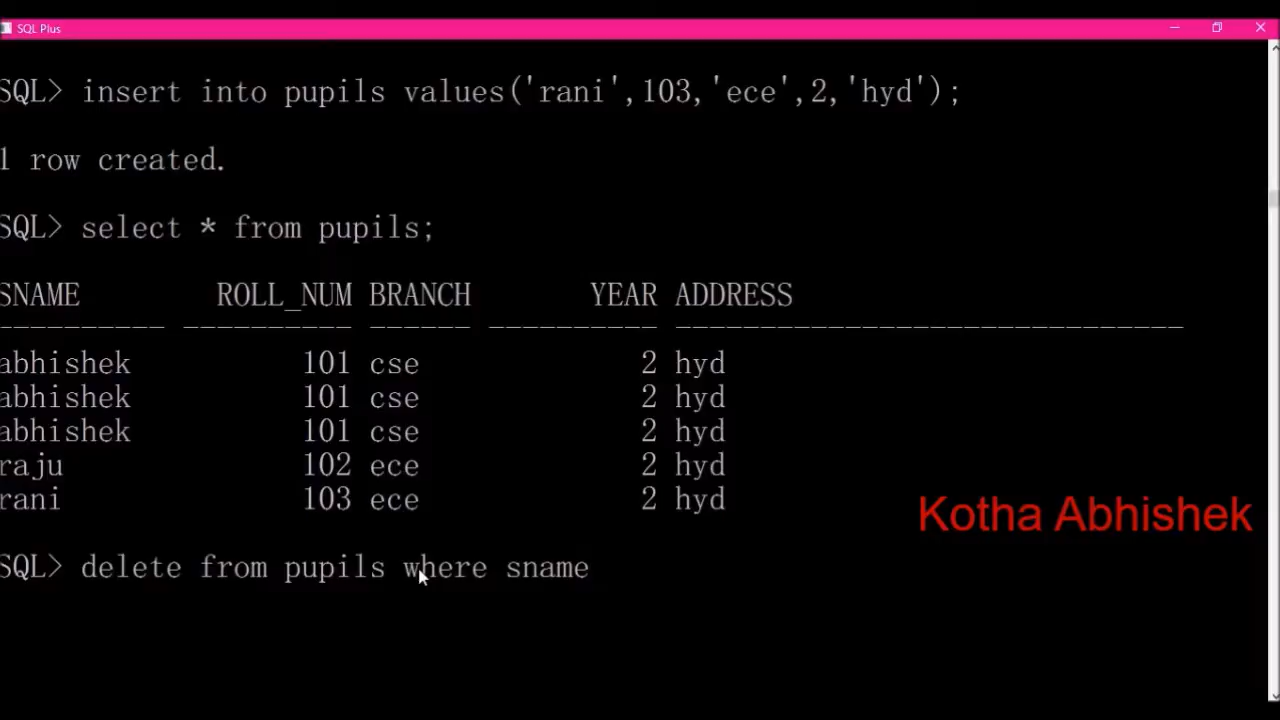 SQL Plus
SQL> insert into pupils values('rani',103,'ece',2,'hyd');
1 row created.
SQL> select * from pupils;
SNAME ROLL_NUM BRANCH YEAR ADDRESS
---------- ---------- ------ ---------- ------------------------------
abhishek 101 cse 2 hyd
abhishek 101 cse 2 hyd
abhishek 101 cse 2 hyd
raju 102 ece 2 hyd
rani 103 ece 2 hyd
Kotha Abhishek
SQL> delete from pupils where sname